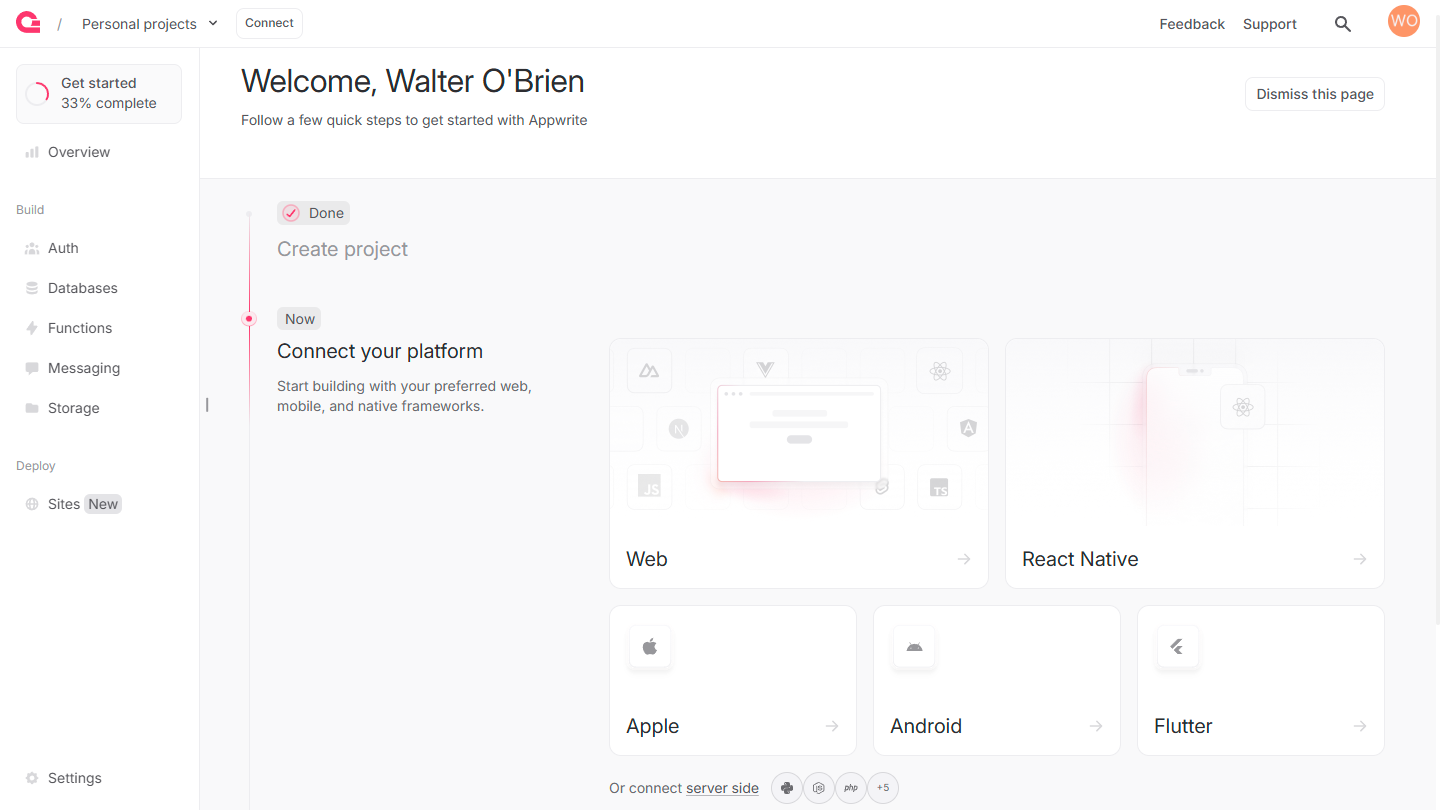 / Personal projects Connect Feedback Support WO
Get started
33% complete
Overview
Build
Auth
Databases
Functions
Messaging
Storage
Deploy
Sites New
Settings
Welcome, Walter O'Brien
Follow a few quick steps to get started with Appwrite
Dismiss this page
Done
Create project
Now
Connect your platform
Start building with your preferred web,
mobile, and native frameworks.
N
JS
TS
Web
React Native
Apple
Android
Flutter
Or connect server side php +5